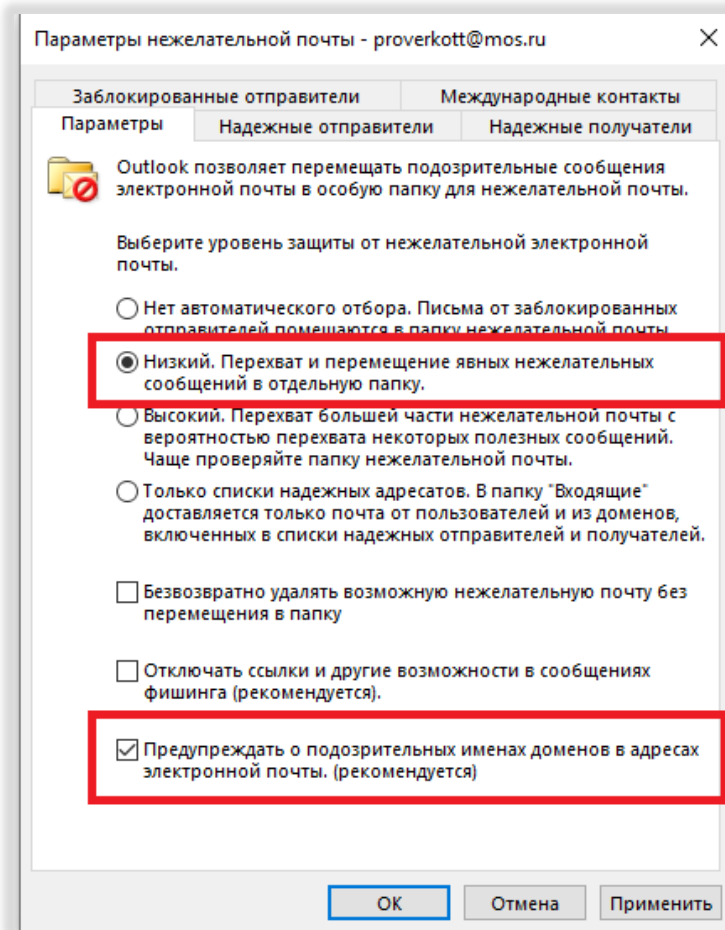 Параметры нежелательной почты - proverkott@mos.ru
Заблокированные отправители
Международные контакты
Параметры
Надежные отправители
Надежные получатели
Outlook позволяет перемещать подозрительные сообщения
электронной почты в особую папку для нежелательной почты.
Выберите уровень защиты от нежелательной электронной
почты.
Нет автоматического отбора. Письма от заблокированных
отправителей помещаются в папку нежелательной почты
Низкий. Перехват и перемещение явных нежелательных
сообщений в отдельную папку.
Высокий. Перехват большей части нежелательной почты с
вероятностью перехвата некоторых полезных сообщений.
Чаще проверяйте папку нежелательной почты.
Только списки надежных адресатов. В папку "Входящие"
доставляется только почта от пользователей и из доменов,
включенных в списки надежных отправителей и получателей.
Безвозвратно удалять возможную нежелательную почту без
перемещения в папку
Отключать ссылки и другие возможности в сообщениях
фишинга (рекомендуется).
Предупреждать о подозрительных именах доменов в адресах
электронной почты. (рекомендуется)
ОК
Отмена
Применить